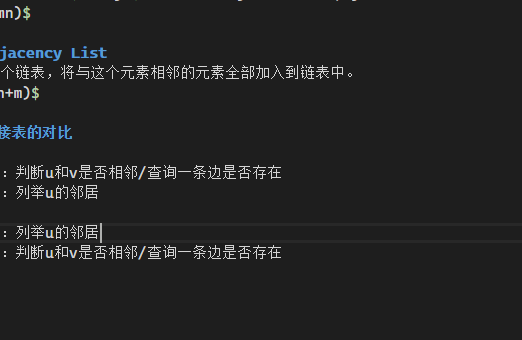 mn)$
jacency List
个链表，将与这个元素相邻的元素全部加入到链表中。
n+m)$
接表的对比
：判断u和v是否相邻/查询一条边是否存在
：列举u的邻居
：列举u的邻居
：判断u和v是否相邻/查询一条边是否存在